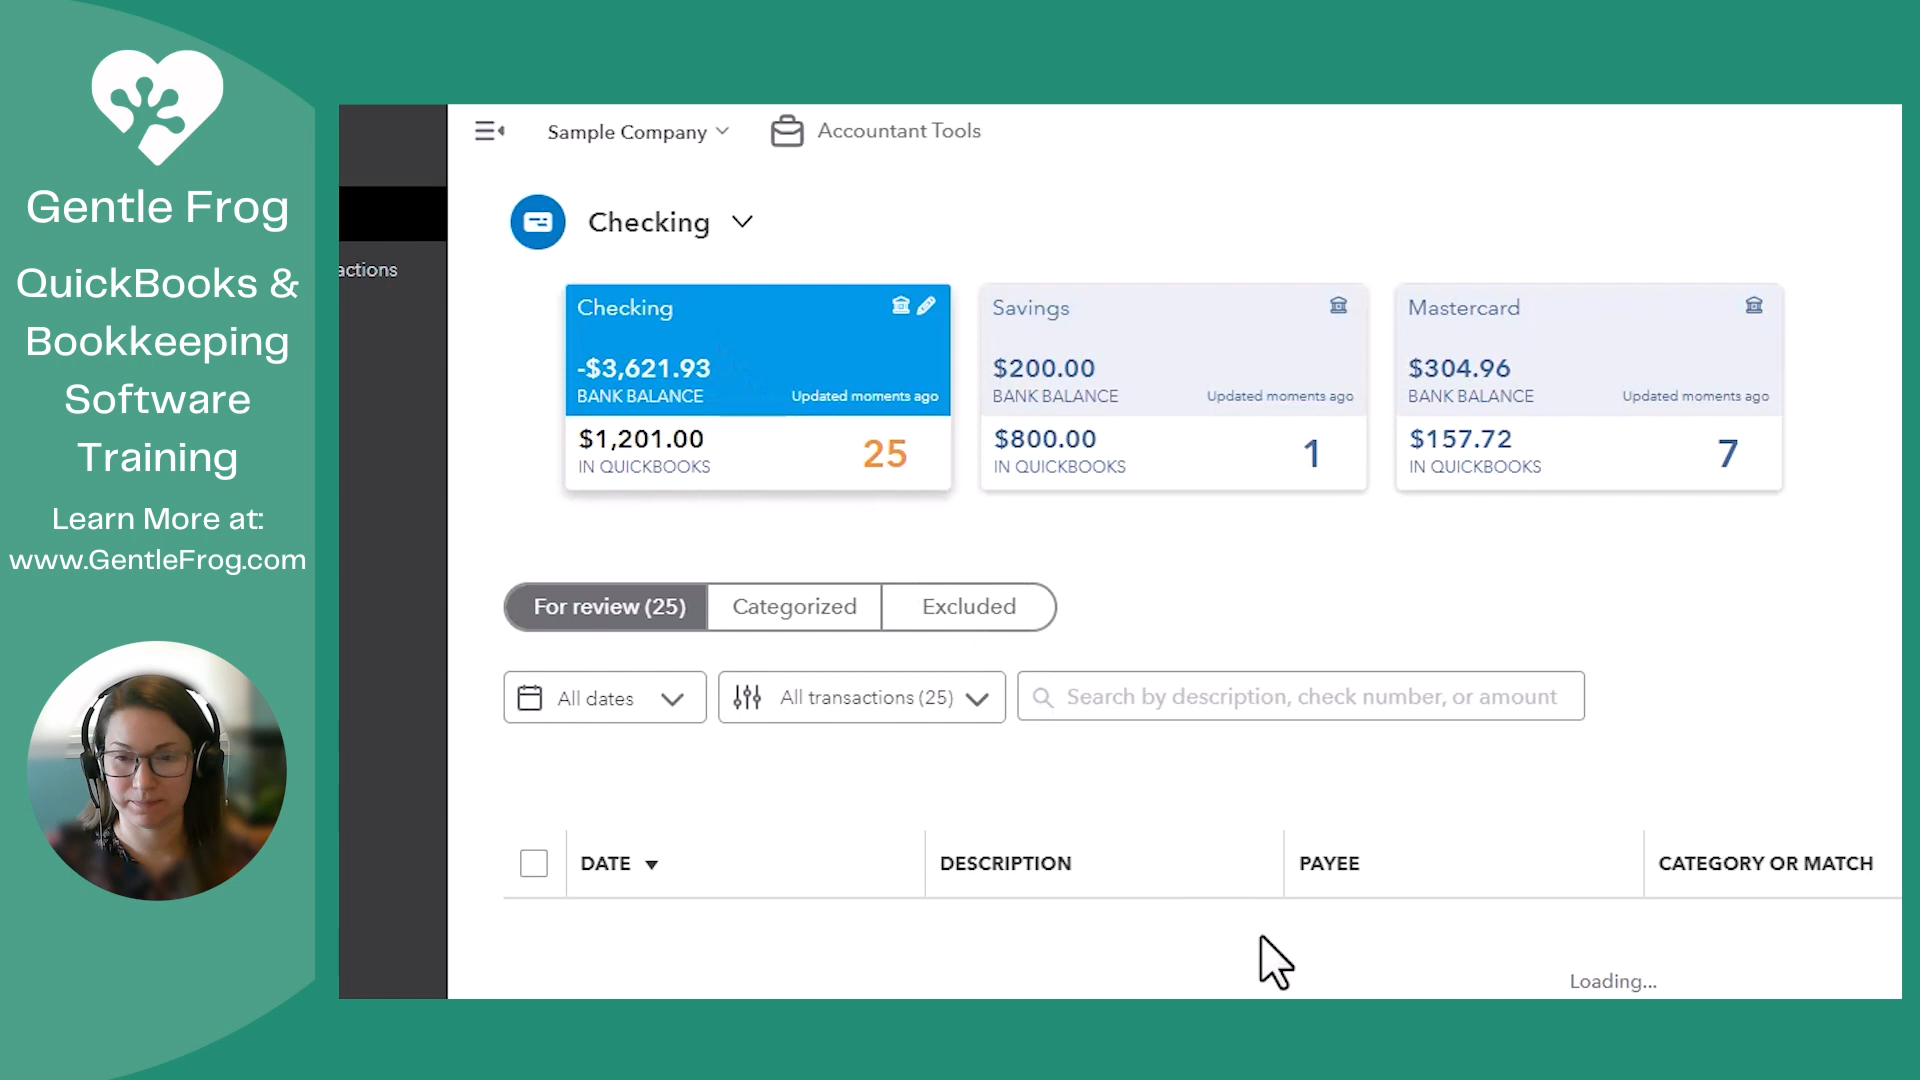 Gentle Frog
QuickBooks &
Bookkeeping
Software
Training
Learn More at:
www.GentleFrog.com
actions
Sample Company
Accountant Tools
Checking
Checking
-$3,621.93
BANK BALANCE
Updated moments ago
$1,201.00
IN QUICKBOOKS
25
Savings
$200.00
BANK BALANCE
Updated moments ago
$800.00
IN QUICKBOOKS
1
Mastercard
$304.96
BANK BALANCE
Updated moments ago
$157.72
IN QUICKBOOKS
7
For review (25)
Categorized
Excluded
All dates
All transactions (25)
Search by description, check number, or amount
DATE
DESCRIPTION
PAYEE
CATEGORY OR MATCH
Loading...